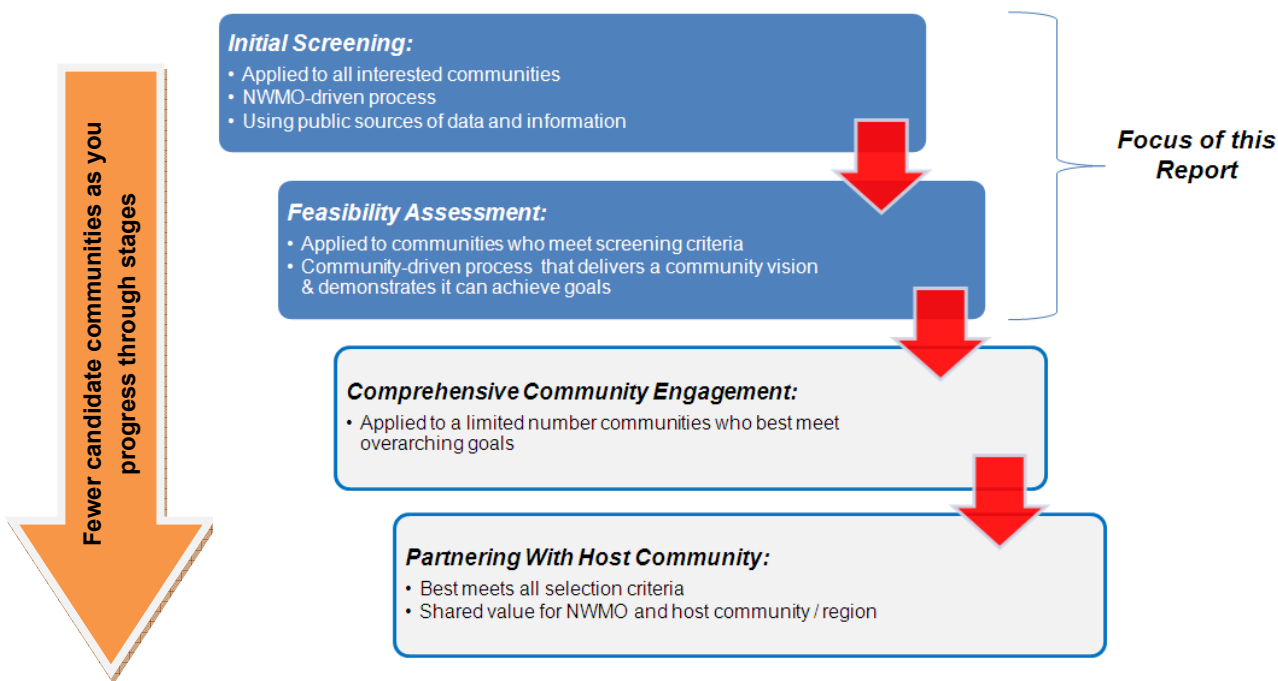 Initial Screening:
• Applied to all interested communities
• NWMO-driven process
• Using public sources of data and information
Focus of this
Report
Feasibility Assessment:
• Applied to communities who meet screening criteria
• Community-driven process that delivers a community vision
& demonstrates it can achieve goals
Fewer candidate communities as you
progress through stages
Comprehensive Community Engagement:
• Applied to a limited number communities who best meet
overarching goals
Partnering With Host Community:
• Best meets all selection criteria
• Shared value for NWMO and host community / region